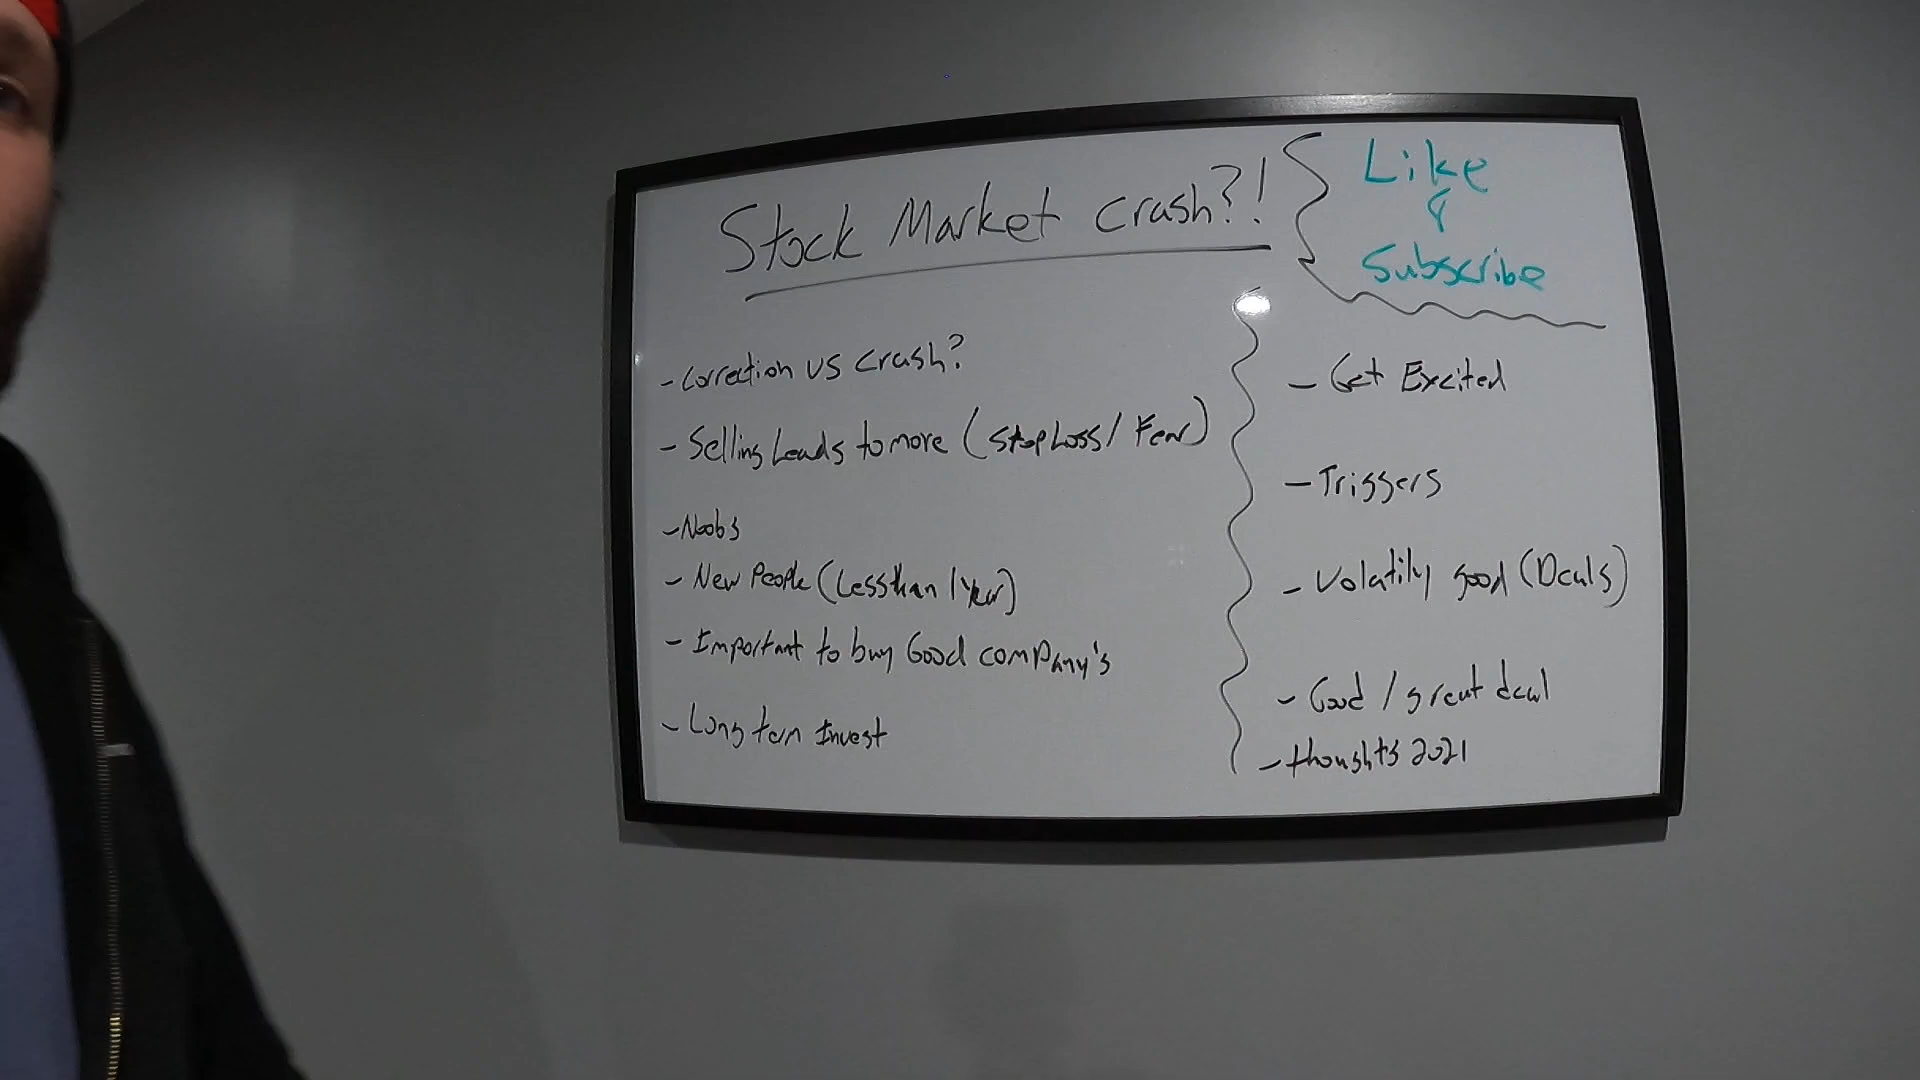 Stock Market Crash?!
Like
&
Subscribe
- Correction vs Crash?
- Selling Leads to more (Stop Loss / Fear)
- Noobs
- New People (Less than 1 Year)
- Important to buy Good company's
- Long term Invest
- Get Excited
- Triggers
- Volatility good (Deals)
- Good / great deal
- thoughts 2021